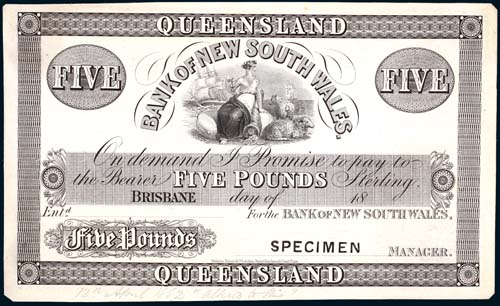 QUEENSLAND
FIVE
BANK OF NEW SOUTH WALES.
FIVE
On demand I Promise to pay to
the Bearer FIVE POUNDS Sterling.
BRISBANE day of 18
Ent.d For the BANK OF NEW SOUTH WALES.
Five Pounds
SPECIMEN MANAGER.
QUEENSLAND